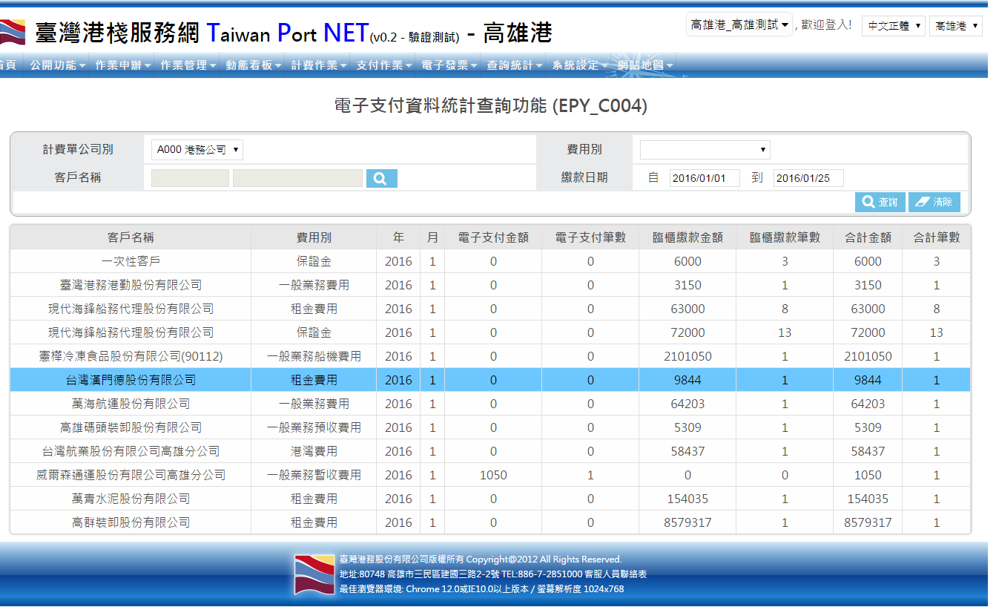 臺灣港棧服務網 Taiwan Port NET(v0.2 - 驗證測試) - 高雄港
高雄港_高雄測試 , 歡迎登入! 中文正體 高雄港
首頁 公開功能 作業申辦 作業管理 動態看板 計費作業 支付作業 電子發票 查詢統計 系統設定 網站地圖
電子支付資料統計查詢功能 (EPY_C004)
計費單公司別 A000 港務公司 費用別
客戶名稱 繳款日期 自 2016/01/01 到 2016/01/25
查詢 清除
客戶名稱 費用別 年 月 電子支付金額 電子支付筆數 臨櫃繳款金額 臨櫃繳款筆數 合計金額 合計筆數
一次性客戶 保證金 2016 1 0 0 6000 3 6000 3
臺灣港務港勤股份有限公司 一般業務費用 2016 1 0 0 3150 1 3150 1
現代海鋒船務代理股份有限公司 租金費用 2016 1 0 0 63000 8 63000 8
現代海鋒船務代理股份有限公司 保證金 2016 1 0 0 72000 13 72000 13
憲樺冷凍食品股份有限公司(90112) 一般業務船機費用 2016 1 0 0 2101050 1 2101050 1
台灣漢門德股份有限公司 租金費用 2016 1 0 0 9844 1 9844 1
萬海航運股份有限公司 一般業務費用 2016 1 0 0 64203 1 64203 1
高雄碼頭裝卸股份有限公司 一般業務預收費用 2016 1 0 0 5309 1 5309 1
台灣航業股份有限公司高雄分公司 港灣費用 2016 1 0 0 58437 1 58437 1
威爾森通運股份有限公司高雄分公司 一般業務暫收費用 2016 1 1050 1 0 0 1050 1
萬青水泥股份有限公司 租金費用 2016 1 0 0 154035 1 154035 1
高群裝卸股份有限公司 租金費用 2016 1 0 0 8579317 1 8579317 1
臺灣港務股份有限公司版權所有 Copyright@2012 All Rights Reserved.
地址:80748 高雄市三民區建國三路2-2號 TEL:886-7-2851000 客服人員聯絡表
最佳瀏覽器環境: Chrome 12.0或IE10.0以上版本 / 螢幕解析度 1024x768